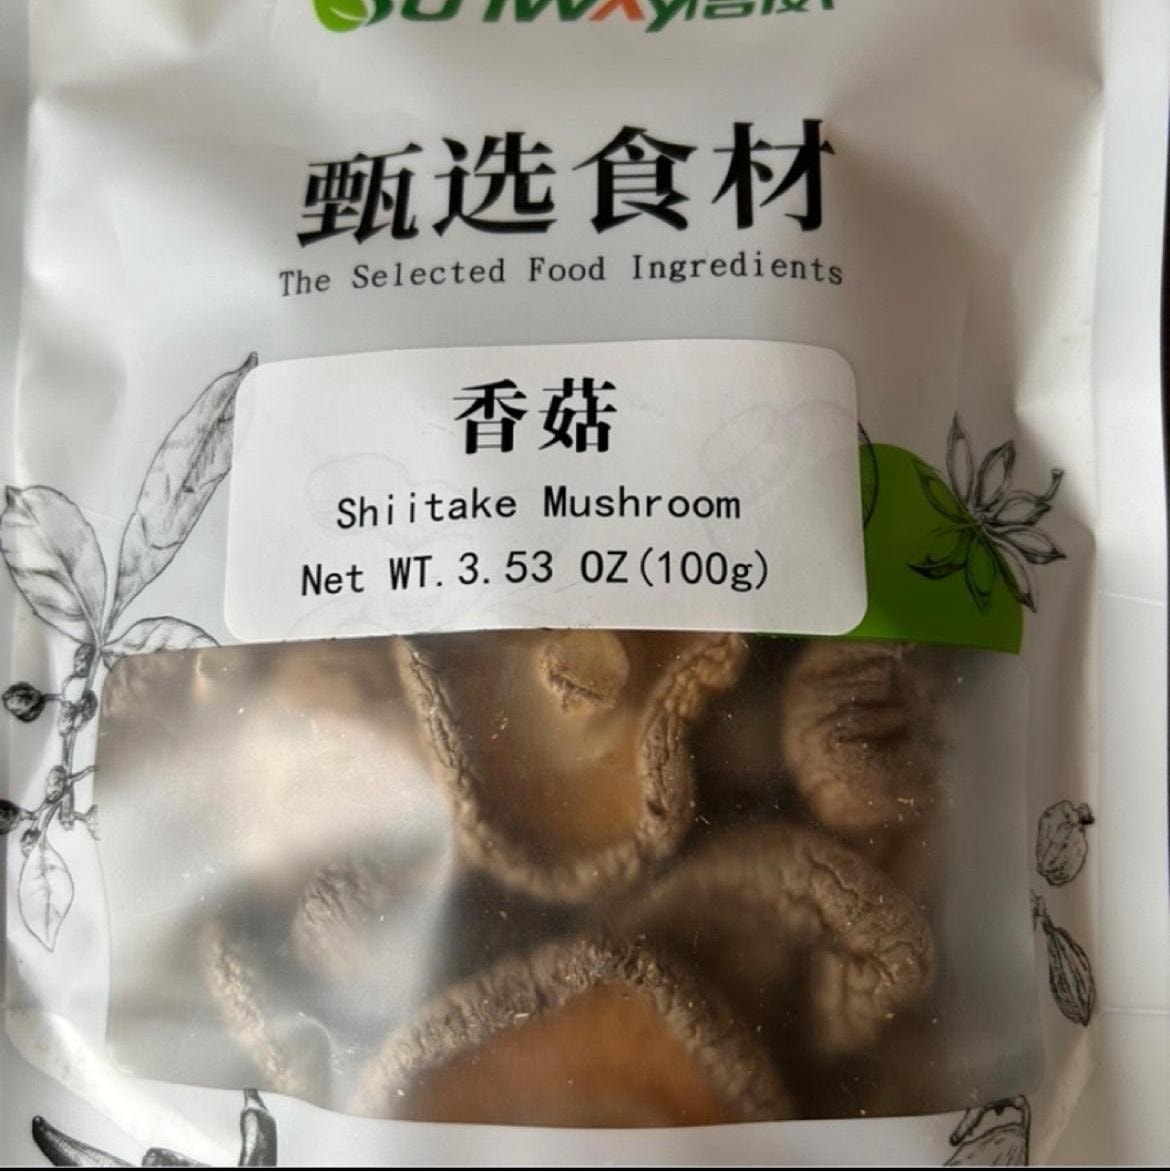 甄选食材
The Selected Food Ingredients
香菇
Shiitake Mushroom
Net WT. 3.53 OZ(100g)